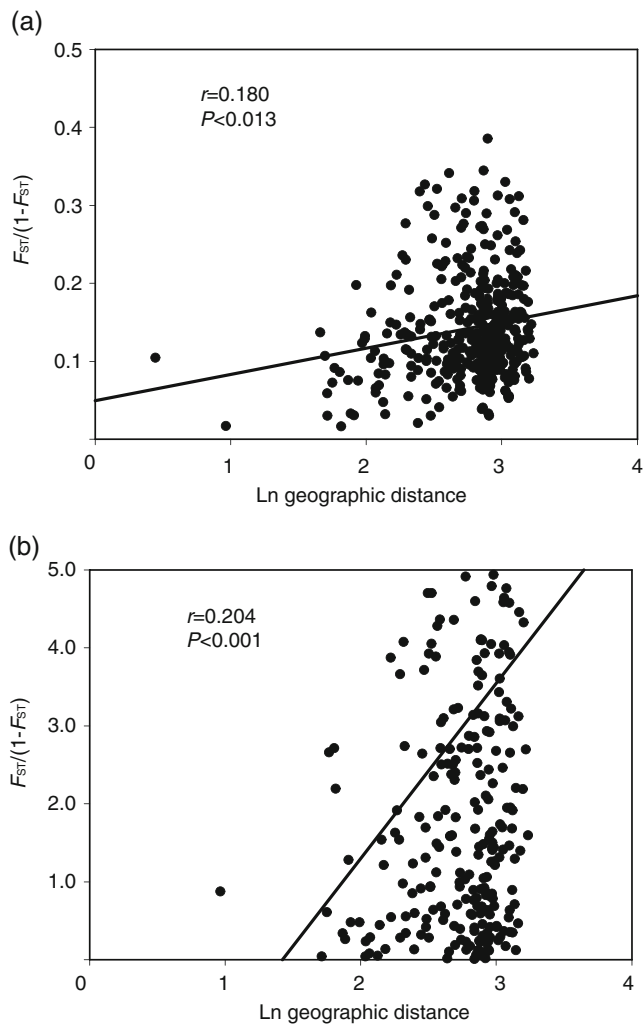 (a)
0.5
0.4
0.3
0.2
0.1
r=0.180
P<0.013
FST/(1-FST)
0 1 2 3 4
Ln geographic distance
(b)
5.0
4.0
3.0
2.0
1.0
r=0.204
P<0.001
FST/(1-FST)
0 1 2 3 4
Ln geographic distance